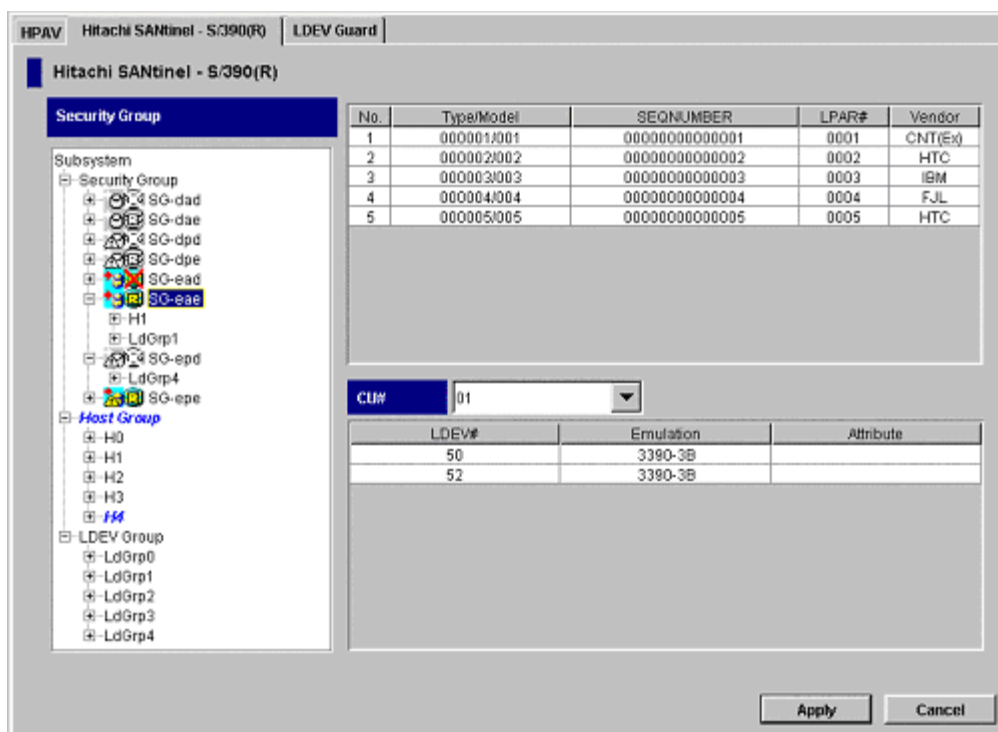 HPAV Hitachi SANtinel - S/390(R) LDEV Guard
Hitachi SANtinel - S/390(R)
Security Group
Subsystem
Security Group
SG-dad
SG-dae
SG-dpd
SG-dpe
SG-ead
SG-eae
H1
LdGrp1
SG-epd
LdGrp4
SG-epe
Host Group
H0
H1
H2
H3
H4
LDEV Group
LdGrp0
LdGrp1
LdGrp2
LdGrp3
LdGrp4
No. Type/Model SEQNUMBER LPAR# Vendor
1 000001/001 00000000000001 0001 CNT(Ex)
2 000002/002 00000000000002 0002 HTC
3 000003/003 00000000000003 0003 IBM
4 000004/004 00000000000004 0004 FJL
5 000005/005 00000000000005 0005 HTC
CU# 01
LDEV# Emulation Attribute
50 3390-3B
52 3390-3B
Apply Cancel